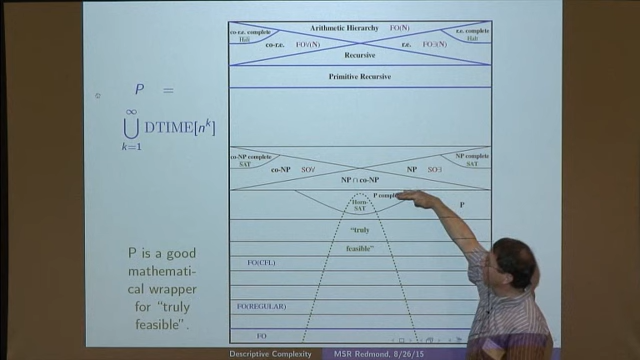 P =
∞
⋃ DTIME[n^k]
k=1
P is a good
mathemati-
cal wrapper
for "truly
feasible".
Arithmetic Hierarchy FO(N)
co-r.e. complete
Halt
co-r.e. FO∀(N)
r.e. FO∃(N)
r.e. complete
Halt
Recursive
Primitive Recursive
co-NP complete
SAT
co-NP SO∀
NP SO∃
NP complete
SAT
NP ∩ co-NP
P compl
Horn-
SAT
P
"truly
feasible"
FO(CFL)
FO(REGULAR)
FO
Descriptive Complexity MSR Redmond, 8/26/15